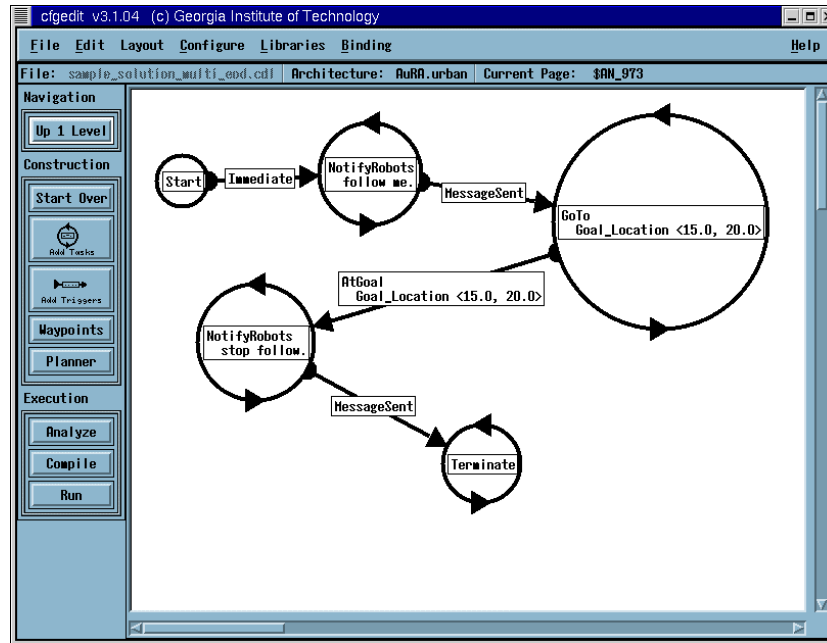 cfgedit v3.1.04 (c) Georgia Institute of Technology
File Edit Layout Configure Libraries Binding Help
File: sample_solution_multi_eod.cdl Architecture: AuRA.urban Current Page: $AN_973
Navigation
Up 1 Level
Construction
Start Over
Add Tasks
Add Triggers
Waypoints
Planner
Execution
Analyze
Compile
Run
Start
Immediate
NotifyRobots
follow me.
MessageSent
GoTo
Goal_Location <15.0, 20.0>
AtGoal
Goal_Location <15.0, 20.0>
NotifyRobots
stop follow.
MessageSent
Terminate